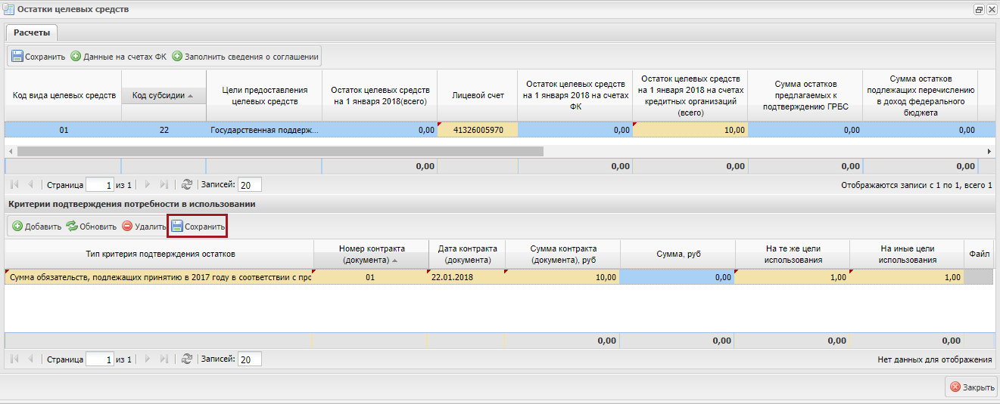 Остатки целевых средств
Расчеты
Сохранить Данные на счетах ФК Заполнить сведения о соглашении
Код вида целевых средств
Код субсидии
Цели предоставления
целевых средств
Остаток целевых средств
на 1 января 2018(всего)
Лицевой счет
Остаток целевых средств
на 1 января 2018 на счетах
ФК
Остаток целевых средств
на 1 января 2018 на счетах
кредитных организаций
(всего)
Сумма остатков
предлагаемых к
подтверждению ГРБС
Сумма остатков
подлежащих перечислению
в доход федерального
бюджета
01 22 Государственная поддерж... 0,00 41326005970 0,00 10,00 0,00 0,00
0,00 0,00 0,00 0,00 0,00
Страница 1 из 1 Записей: 20 Отображаются записи с 1 по 1, всего 1
Критерии подтверждения потребности в использовании
Добавить Обновить Удалить Сохранить
Тип критерия подтверждения остатков
Номер контракта
(документа)
Дата контракта
(документа)
Сумма контракта
(документа), руб
Сумма, руб
На те же цели
использования
На иные цели
использования
Файл
Сумма обязательств, подлежащих принятию в 2017 году в соответствии с прo 01 22.01.2018 10,00 0,00 1,00 1,00
0,00 0,00 0,00 0,00
Страница 1 из 1 Записей: 20 Нет данных для отображения
Закрыть